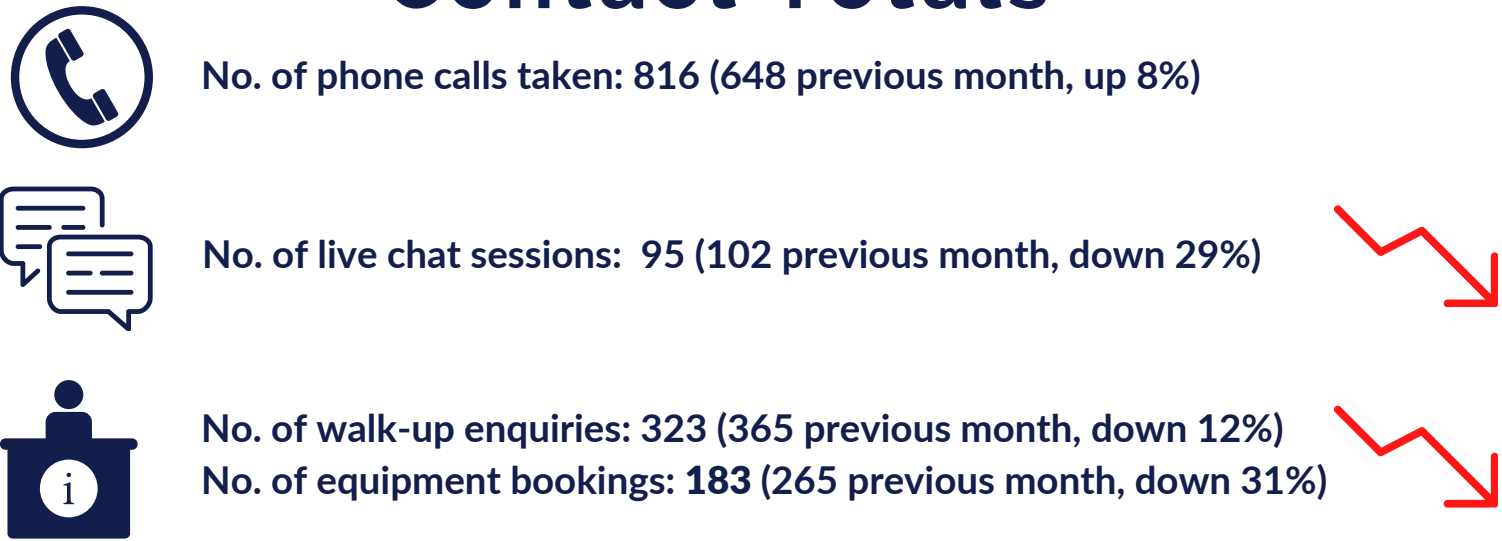 Contact Totals
No. of phone calls taken: 816 (648 previous month, up 8%)
No. of live chat sessions:  95 (102 previous month, down 29%)
No. of walk-up enquiries: 323 (365 previous month, down 12%)
No. of equipment bookings: 183 (265 previous month, down 31%)
i